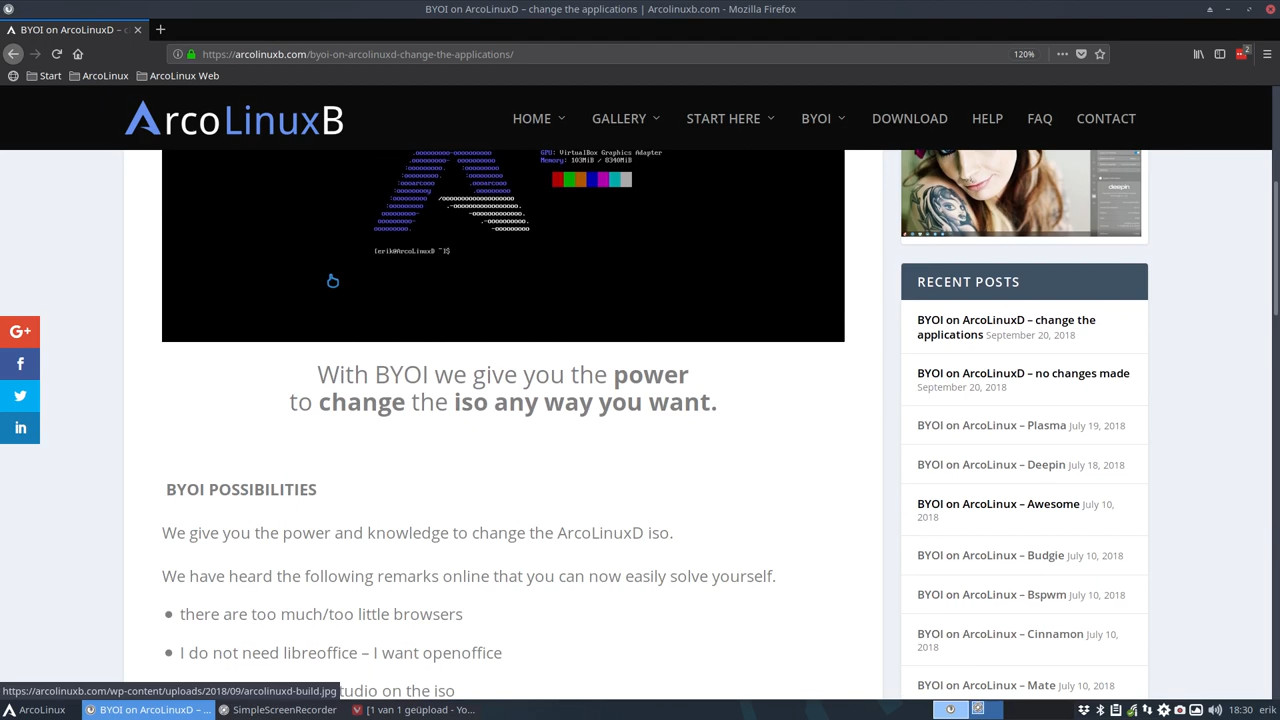 BYOI on ArcoLinuxD – change the applications | Arcolinuxb.com - Mozilla Firefox
BYOI on ArcoLinuxD – c
https://arcolinuxb.com/byoi-on-arcolinuxd-change-the-applications/
120%
2
Start
ArcoLinux
ArcoLinux Web
ArcoLinuxB
HOME
GALLERY
START HERE
BYOI
DOWNLOAD
HELP
FAQ
CONTACT
GPU: VirtualBox Graphics Adapter
Memory: 103MiB / 8340MiB
[erik@ArcoLinuxD ~]$
deepin
With BYOI we give you the power
to change the iso any way you want.
BYOI POSSIBILITIES
We give you the power and knowledge to change the ArcoLinuxD iso.
We have heard the following remarks online that you can now easily solve yourself.
there are too much/too little browsers
I do not need libreoffice – I want openoffice
tudio on the iso
RECENT POSTS
BYOI on ArcoLinuxD – change the
applications September 20, 2018
BYOI on ArcoLinuxD – no changes made
September 20, 2018
BYOI on ArcoLinux – Plasma July 19, 2018
BYOI on ArcoLinux – Deepin July 18, 2018
BYOI on ArcoLinux – Awesome July 10,
2018
BYOI on ArcoLinux – Budgie July 10, 2018
BYOI on ArcoLinux – Bspwm July 10, 2018
BYOI on ArcoLinux – Cinnamon July 10,
2018
BYOI on ArcoLinux – Mate July 10, 2018
G+
f
in
https://arcolinuxb.com/wp-content/uploads/2018/09/arcolinuxd-build.jpg
ArcoLinux
BYOI on ArcoLinuxD – ...
SimpleScreenRecorder
[1 van 1 geüpload - Yo...
18:30
erik